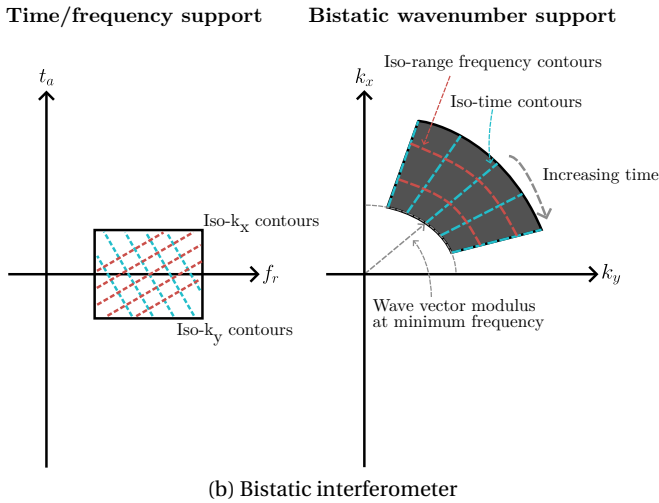 Time/frequency support
Bistatic wavenumber support
t_a
Iso-k_x contours
f_r
Iso-k_y contours
k_x
Iso-range frequency contours
Iso-time contours
Increasing time
k_y
Wave vector modulus
at minimum frequency
(b) Bistatic interferometer